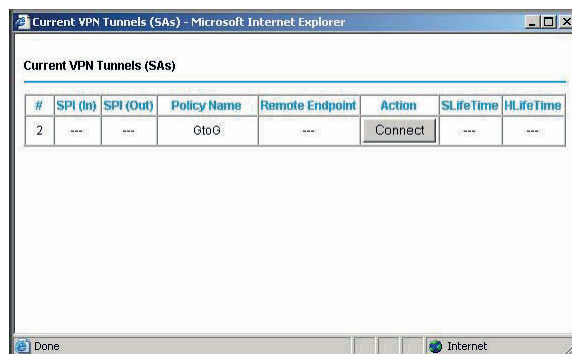 Current VPN Tunnels (SAs) - Microsoft Internet Explorer
Current VPN Tunnels (SAs)
# SPI (In) SPI (Out) Policy Name Remote Endpoint Action SLifeTime HLifeTime
2 --- --- GtoG --- Connect --- ---
Done Internet